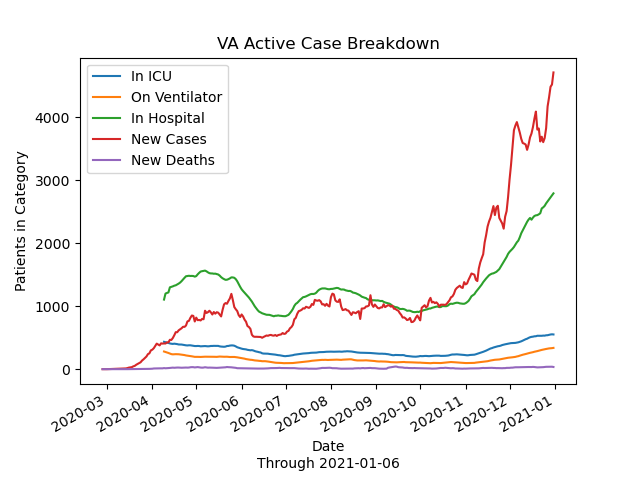 VA Active Case Breakdown
In ICU
On Ventilator
In Hospital
New Cases
New Deaths
Patients in Category
4000
3000
2000
1000
0
2020-03
2020-04
2020-05
2020-06
2020-07
2020-08
2020-09
2020-10
2020-11
2020-12
2021-01
Date
Through 2021-01-06